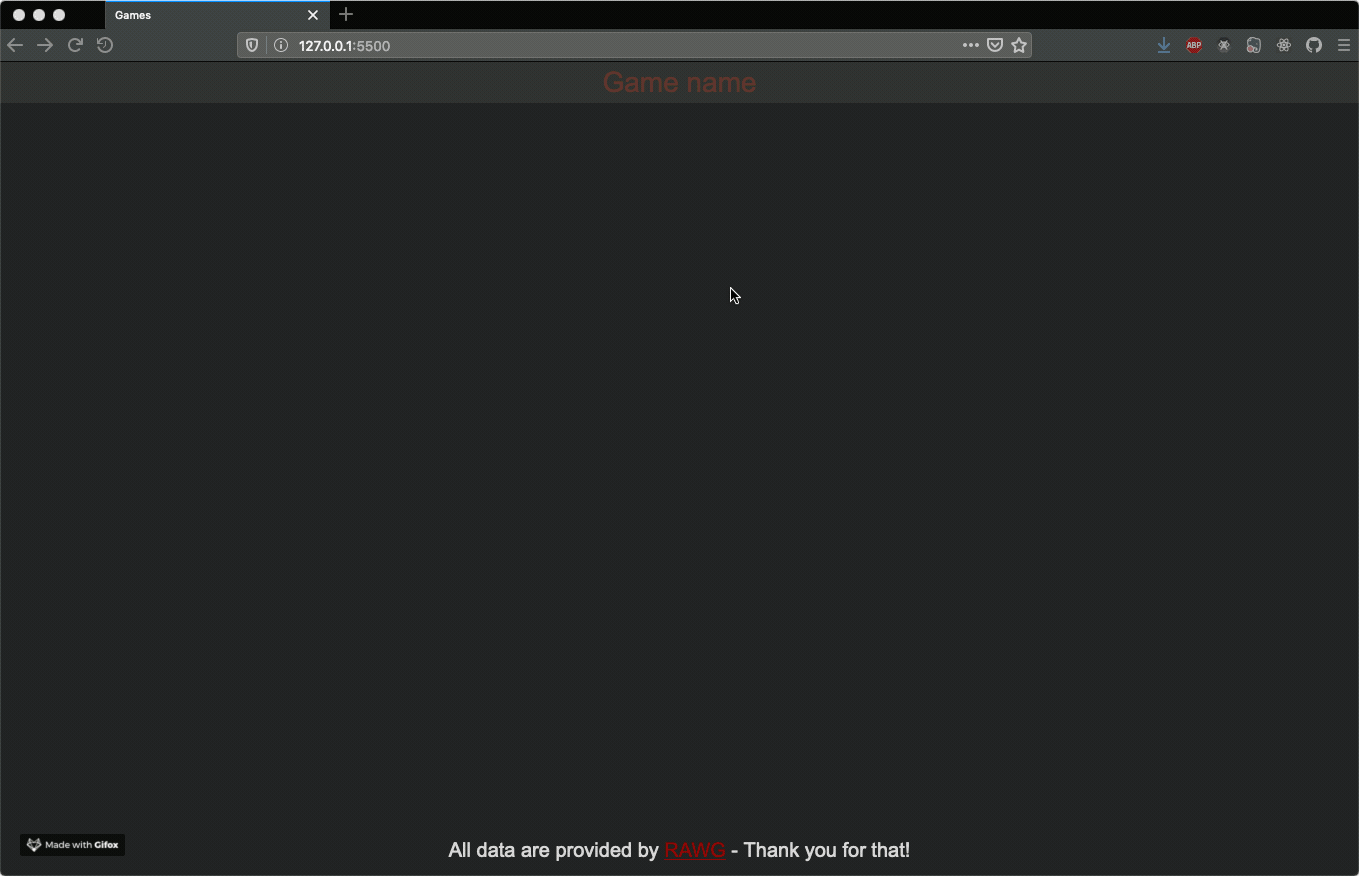 Games
127.0.0.1:5500
ABP
Game name
Made with Gifox
All data are provided by RAWG - Thank you for that!